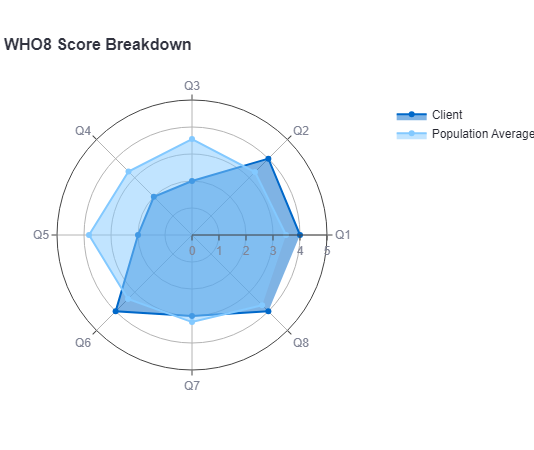 WHO8 Score Breakdown
Q3
Client
Q4
Q2
Population Average
Q5
Q1
0 1 2 3 4 5
Q6
Q8
Q7